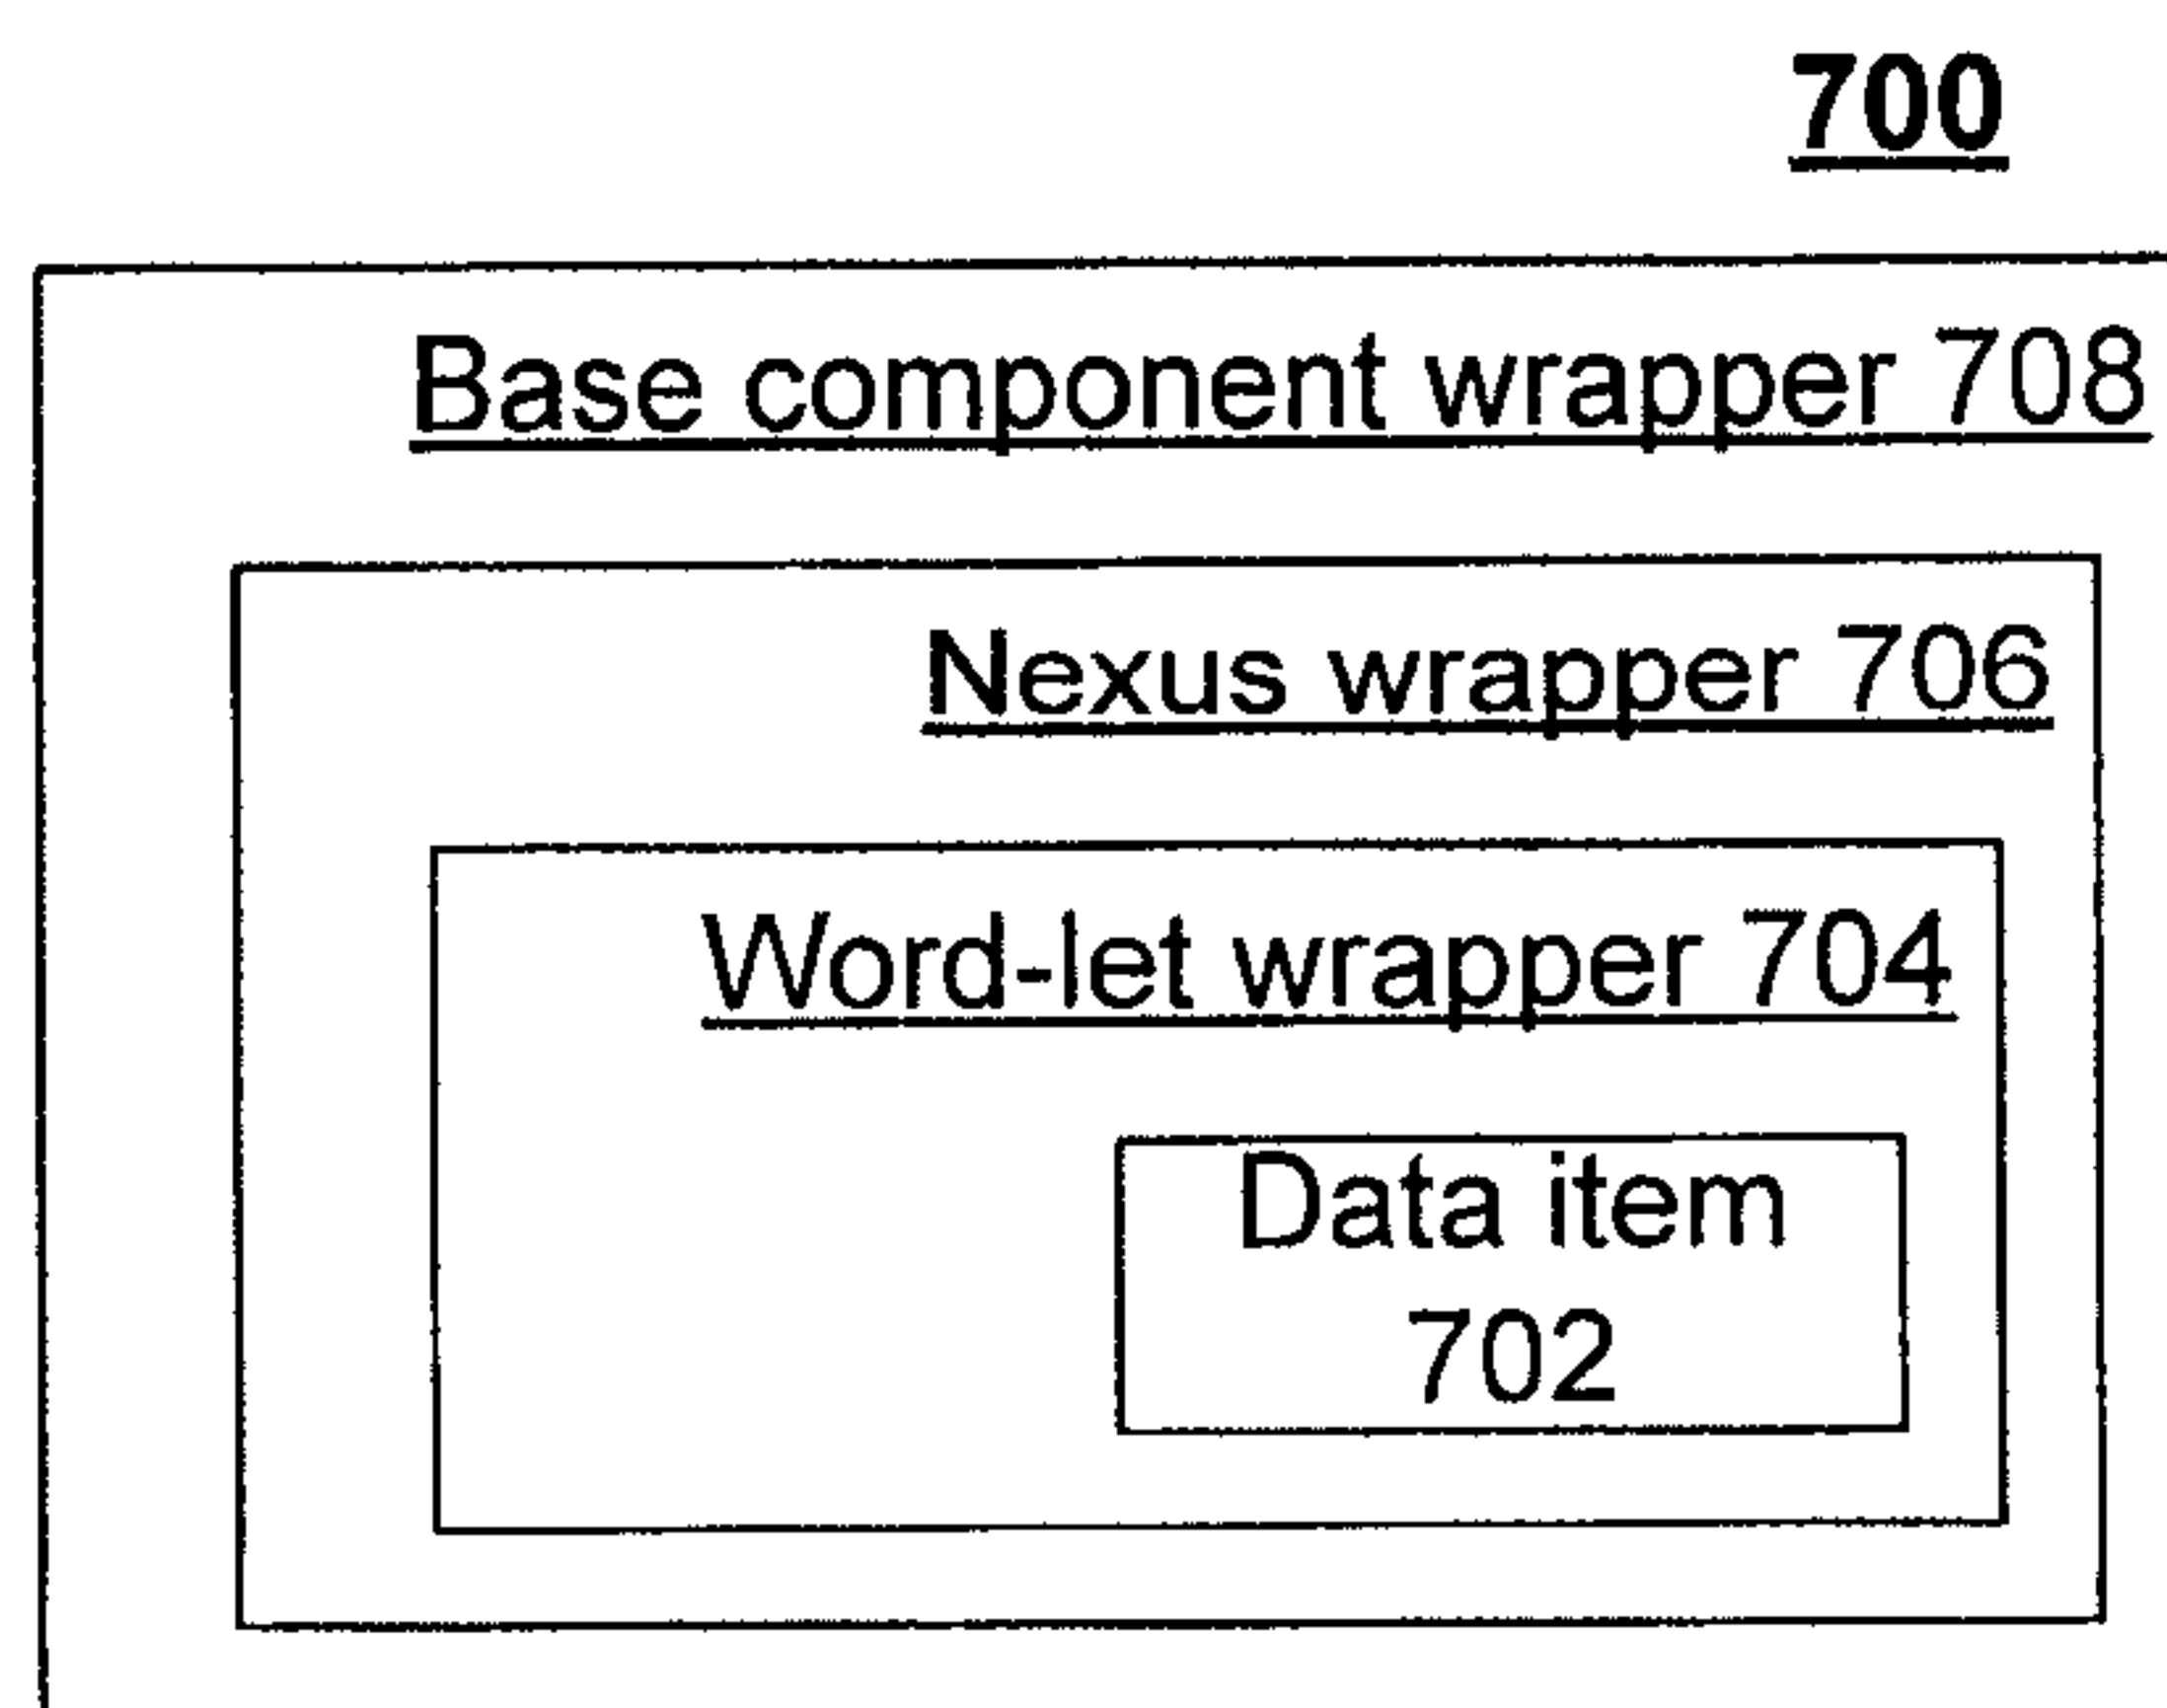 700
Base component wrapper 708
Nexus wrapper 706
Word-let wrapper 704
Data item
702